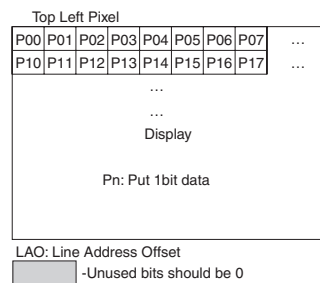 Top Left Pixel
P00 P01 P02 P03 P04 P05 P06 P07 ...
P10 P11 P12 P13 P14 P15 P16 P17 ...
...
...
Display
Pn: Put 1bit data
LAO: Line Address Offset
-Unused bits should be 0